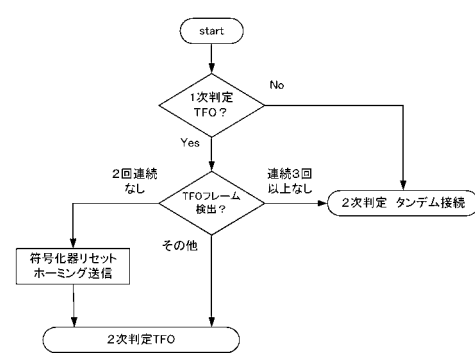 start
1次判定
TFO?
No
Yes
2回連続
なし
TFOフレーム
検出?
連続3回
以上なし
2次判定 タンデム接続
その他
符号化器リセット
ホーミング送信
2次判定TFO